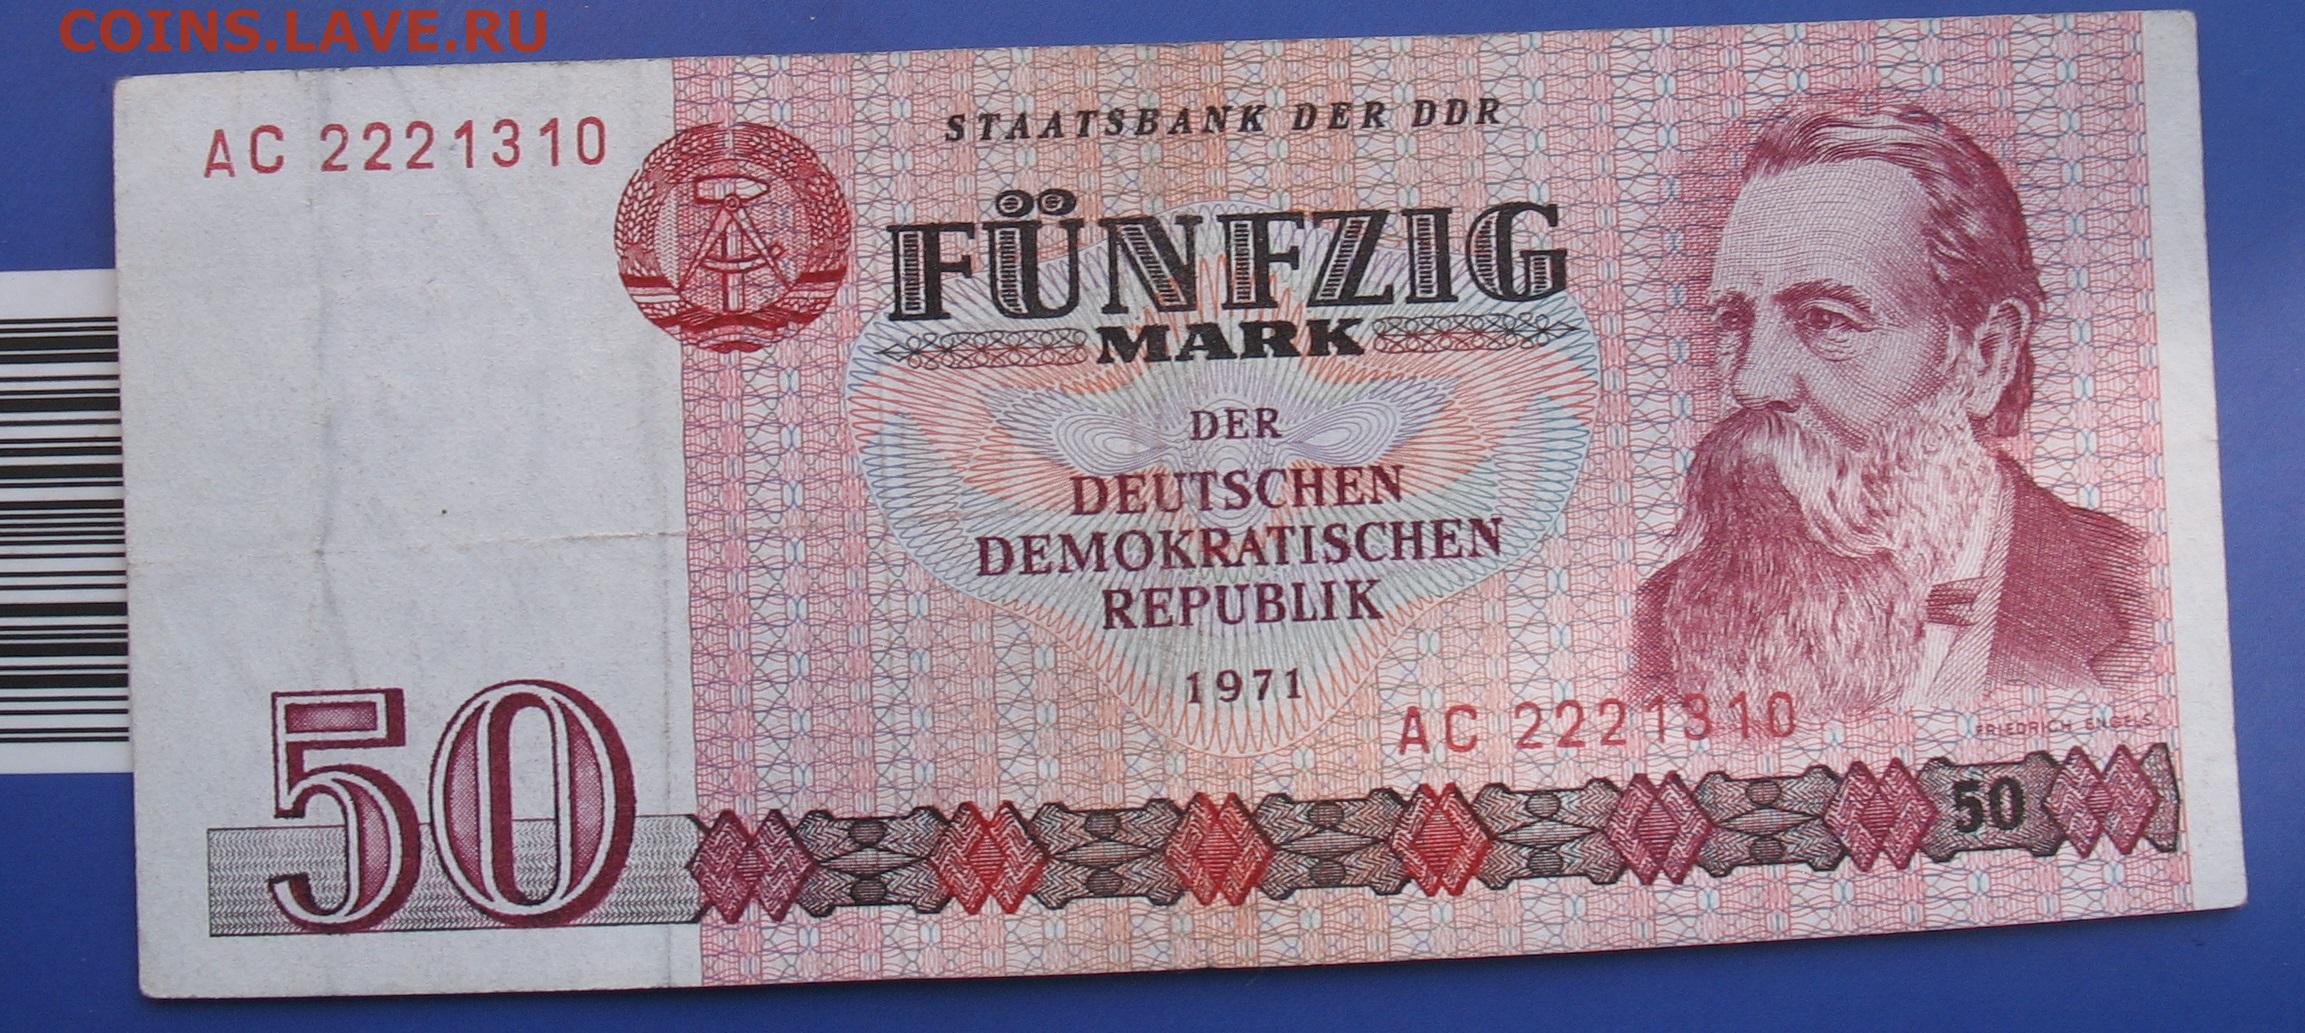 COINS.LAVE.RU
AC 2221310
STAATSBANK DER DDR
FÜNFZIG
MARK
DER
DEUTSCHEN
DEMOKRATISCHEN
REPUBLIK
1971
AC 2221310
FRIEDRICH ENGELS
50
50